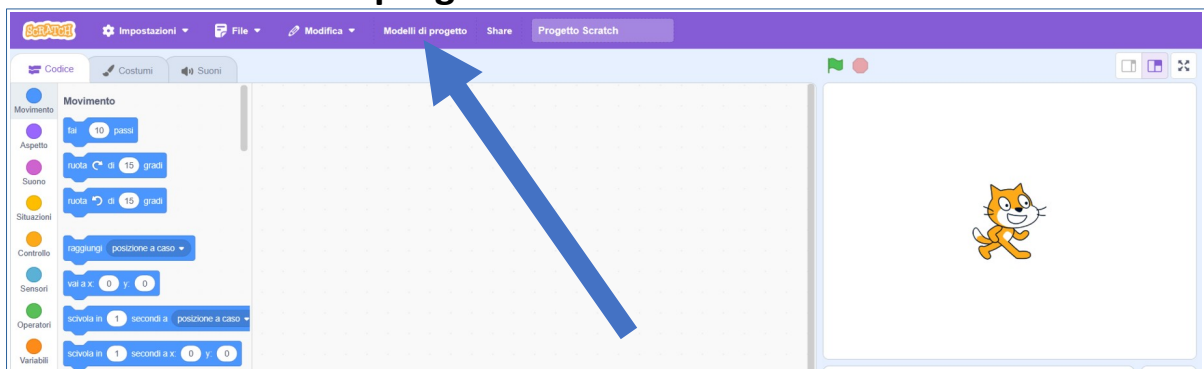 prog
SCRATCH Impostazioni File Modifica Modelli di progetto Share Progetto Scratch
Codice Costumi Suoni
Movimento
Aspetto
Suono
Situazioni
Controllo
Sensori
Operatori
Variabili
Movimento
fai 10 passi
ruota di 15 gradi
ruota di 15 gradi
raggiungi posizione a caso
vai a x: 0 y: 0
scivola in 1 secondi a posizione a caso
scivola in 1 secondi a x: 0 y: 0